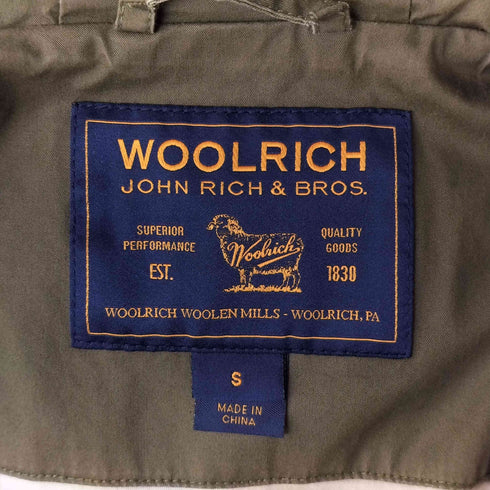 WOOLRICH
JOHN RICH & BROS.
SUPERIOR PERFORMANCE
Woolrich
QUALITY GOODS
EST.
1830
WOOLRICH WOOLEN MILLS - WOOLRICH, PA
S
MADE IN
CHINA